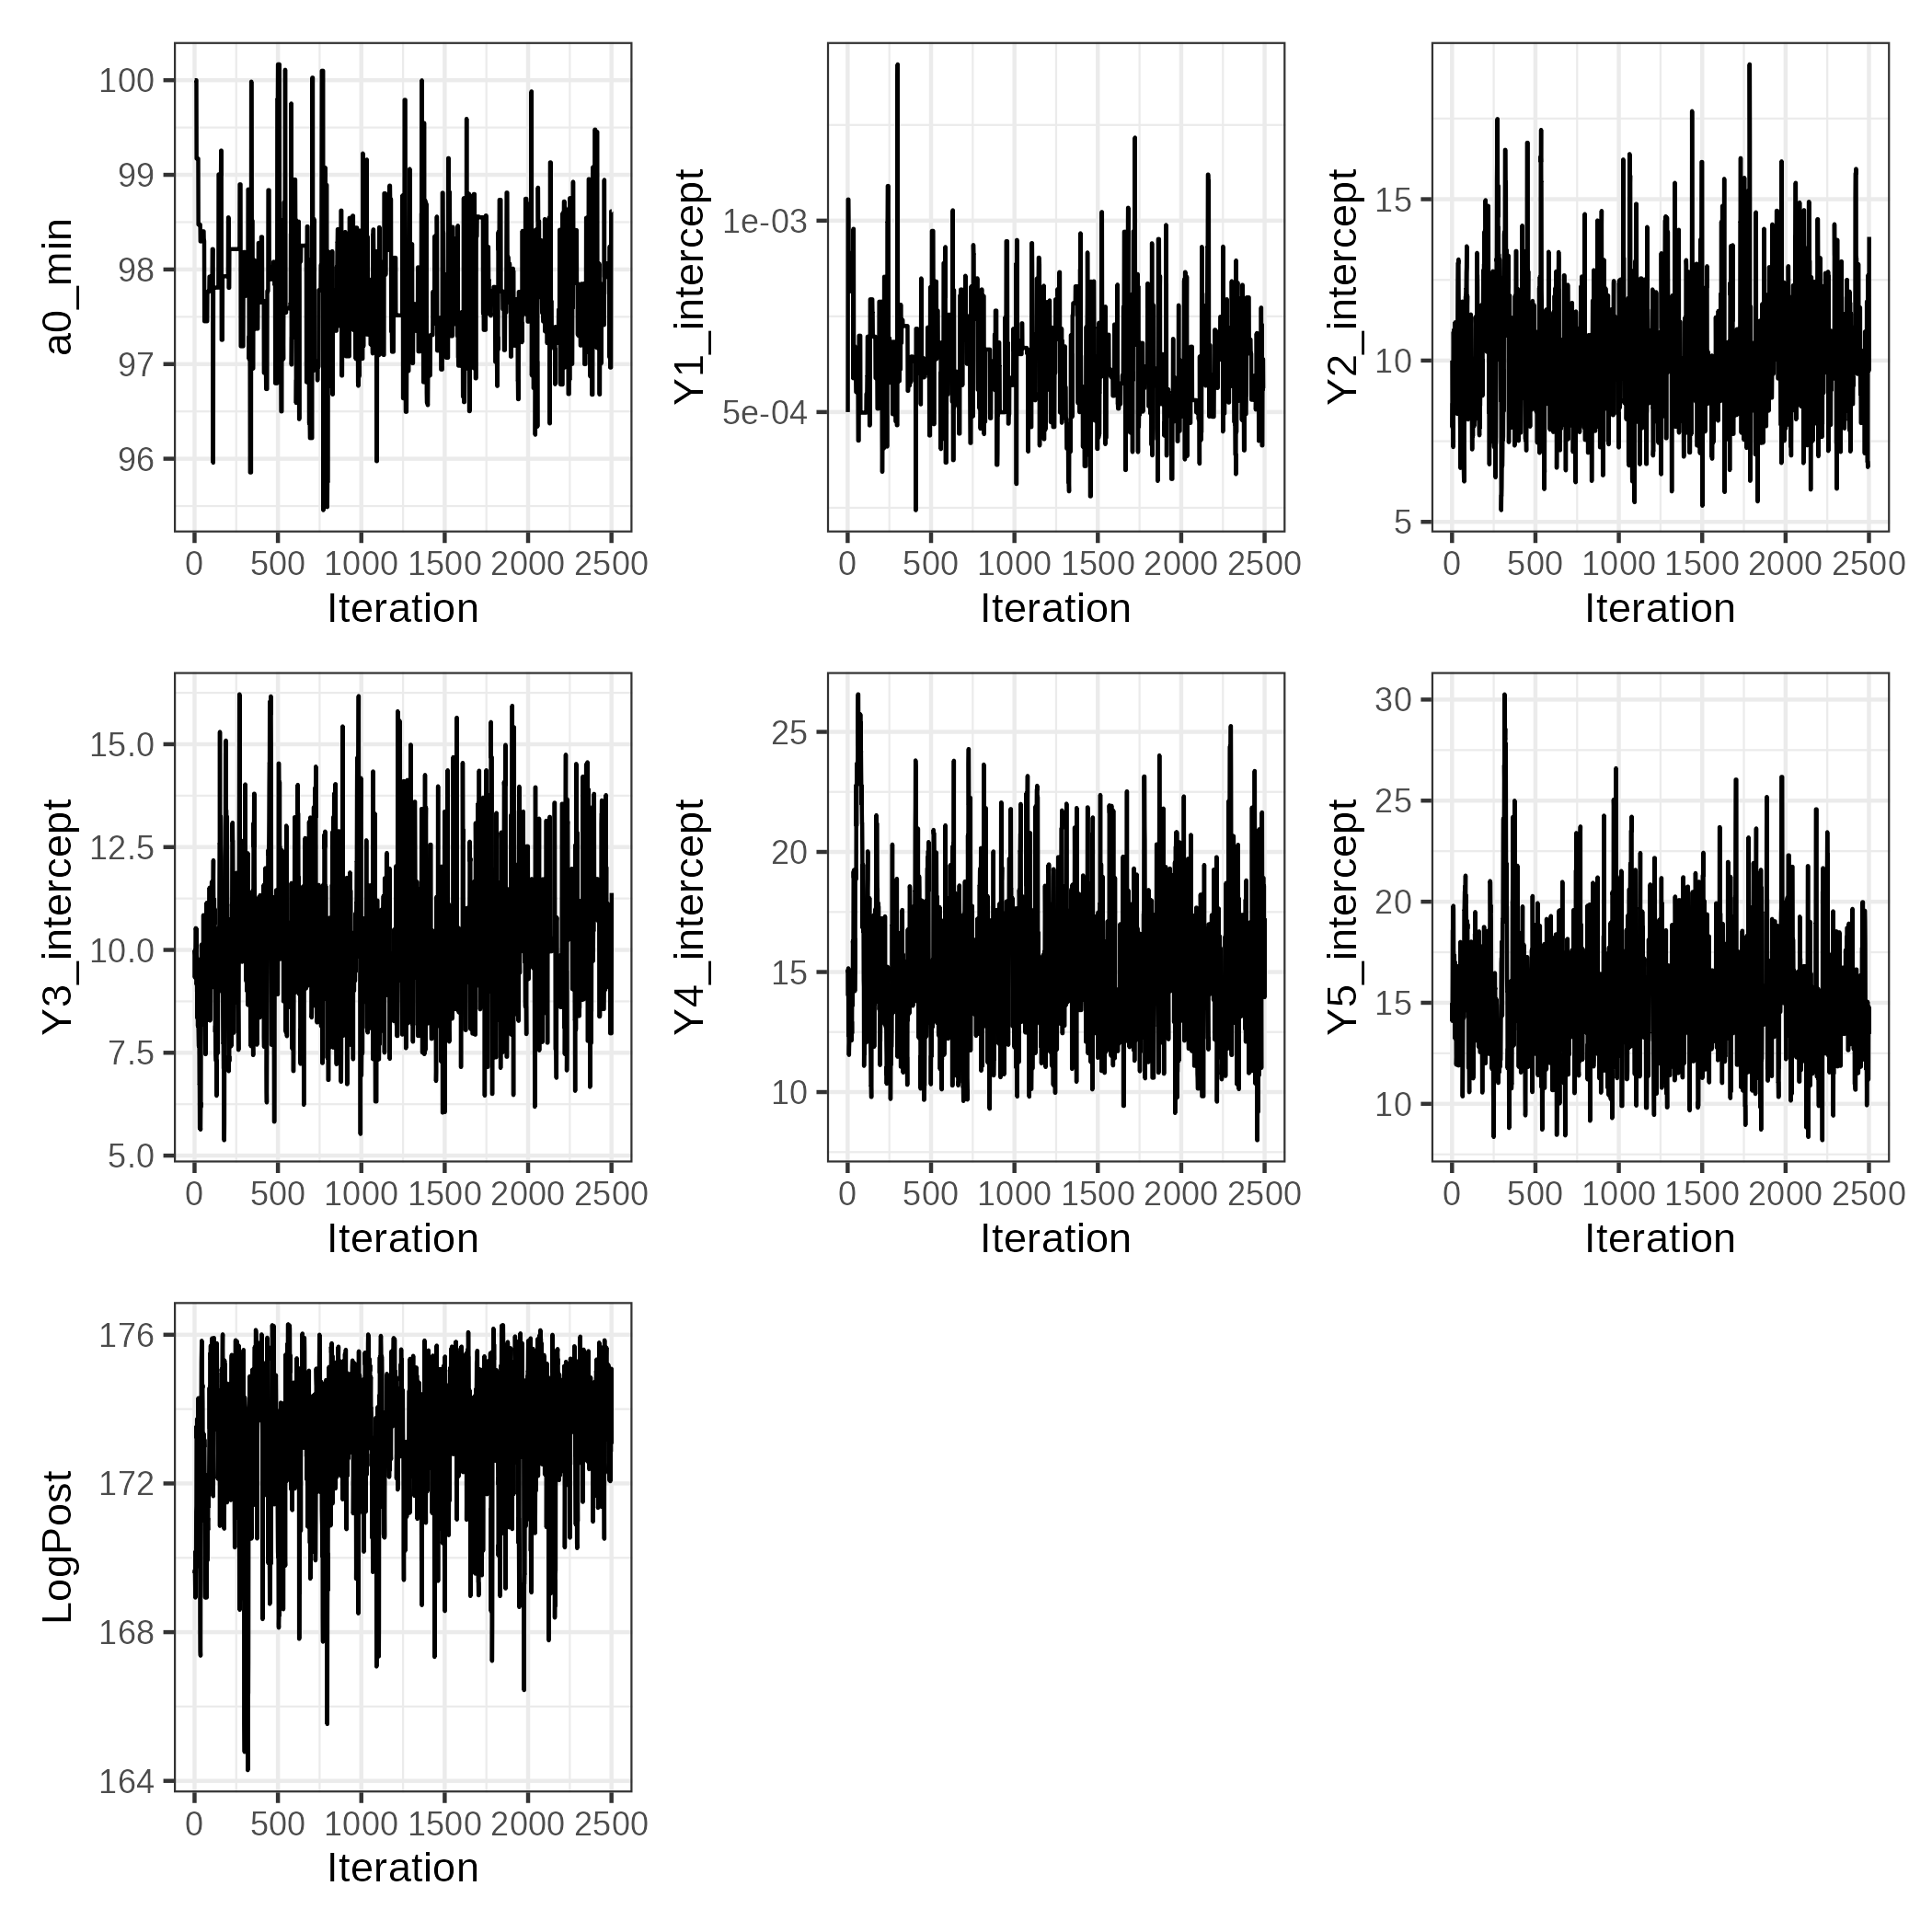 a0_min
100
99
98
97
96
0 500 1000 1500 2000 2500
Iteration
Y1_intercept
1e-03
5e-04
0 500 1000 1500 2000 2500
Iteration
Y2_intercept
15
10
5
0 500 1000 1500 2000 2500
Iteration
Y3_intercept
15.0
12.5
10.0
7.5
5.0
0 500 1000 1500 2000 2500
Iteration
Y4_intercept
25
20
15
10
0 500 1000 1500 2000 2500
Iteration
Y5_intercept
30
25
20
15
10
0 500 1000 1500 2000 2500
Iteration
LogPost
176
172
168
164
0 500 1000 1500 2000 2500
Iteration